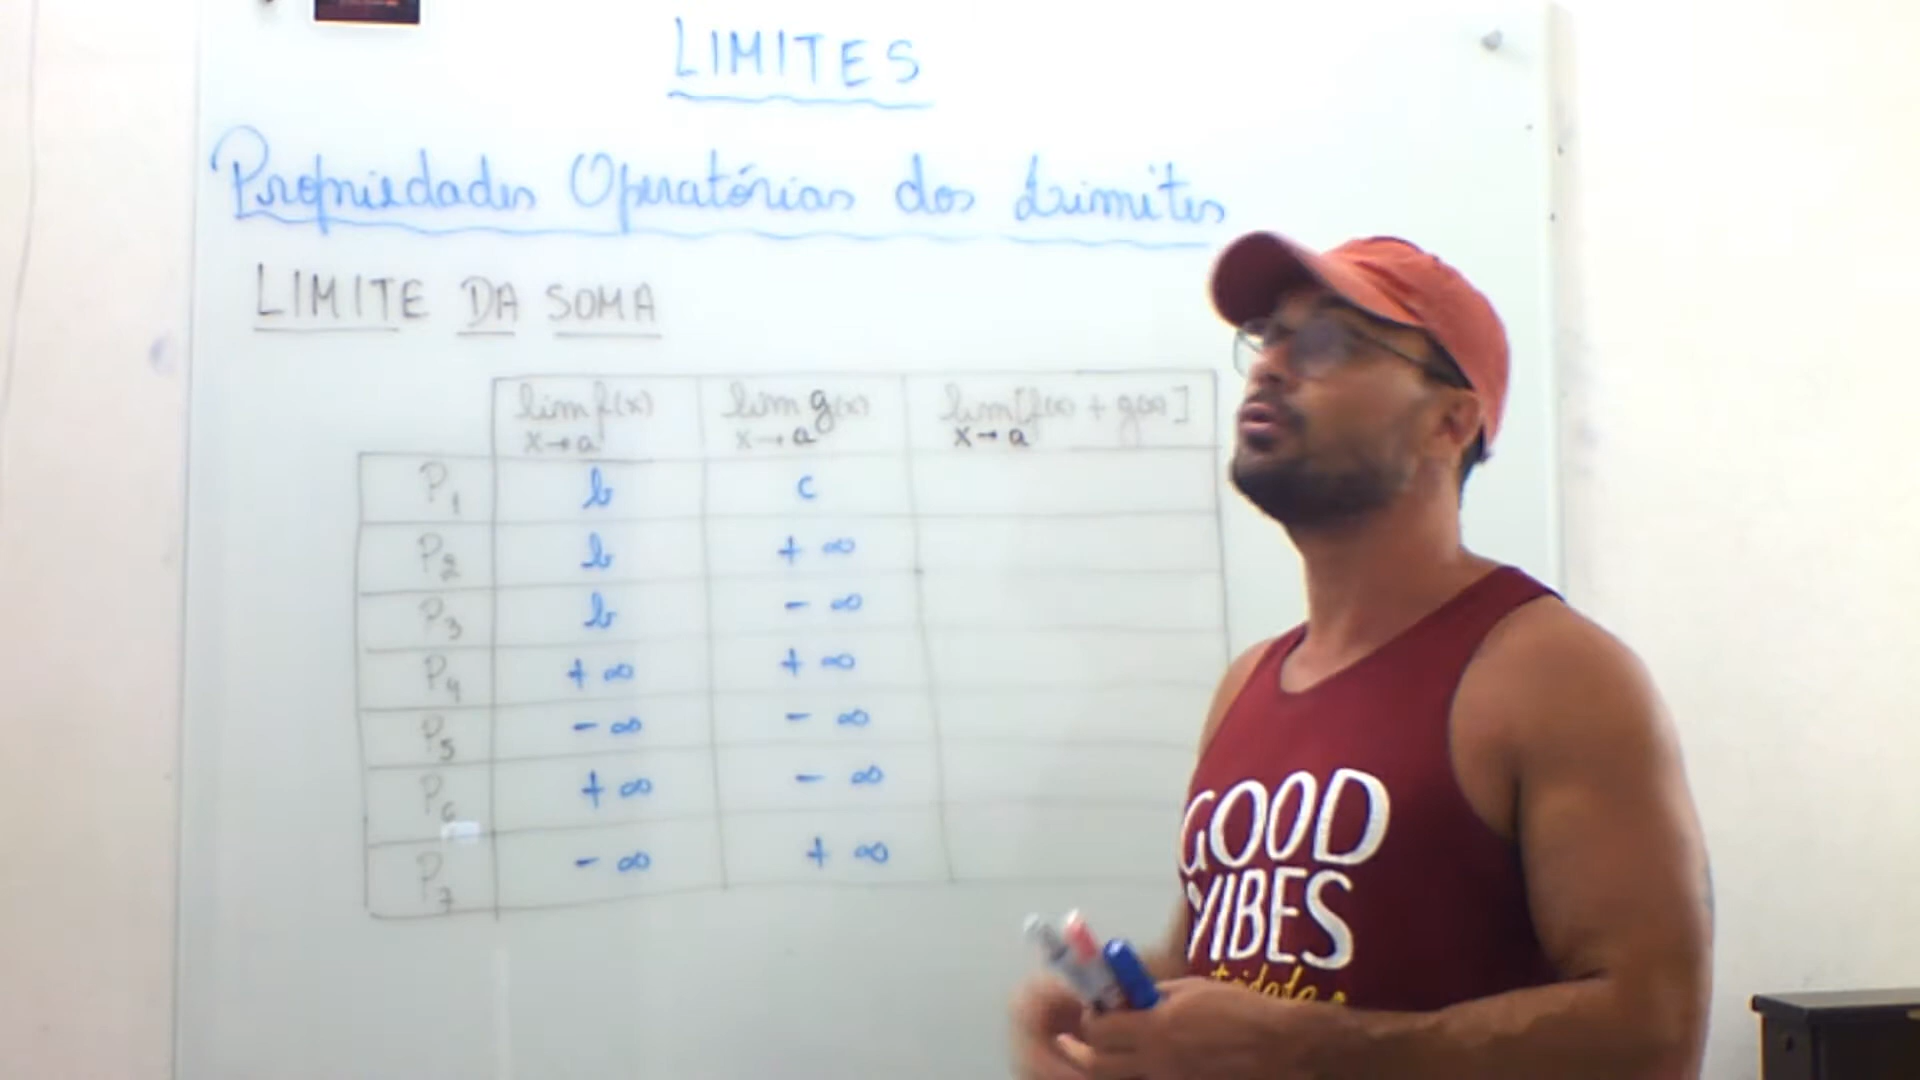 LIMITES
Propriedades Operatórias dos Limites
LIMITE DA SOMA
lim f(x) lim g(x) lim [f(x) + g(x)]
x→a x→a x→a
P1 b c
P2 b + ∞
P3 b - ∞
P4 + ∞ + ∞
P5 - ∞ - ∞
P6 + ∞ - ∞
P7 - ∞ + ∞
GOOD
VIBES